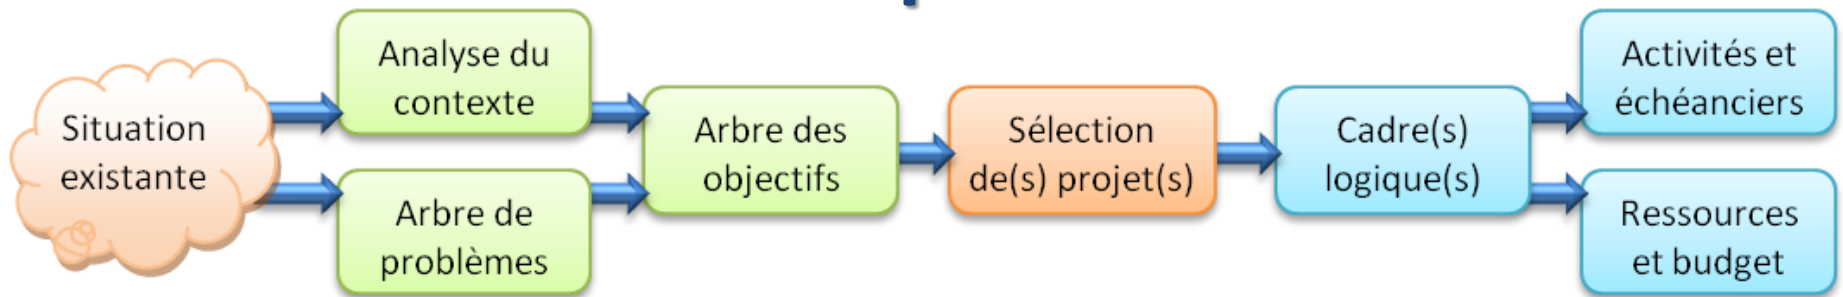 Situation
existante
Analyse du
contexte
Arbre de
problèmes
Arbre des
objectifs
Sélection
de(s) projet(s)
Cadre(s)
logique(s)
Activités et
échéanciers
Ressources
et budget